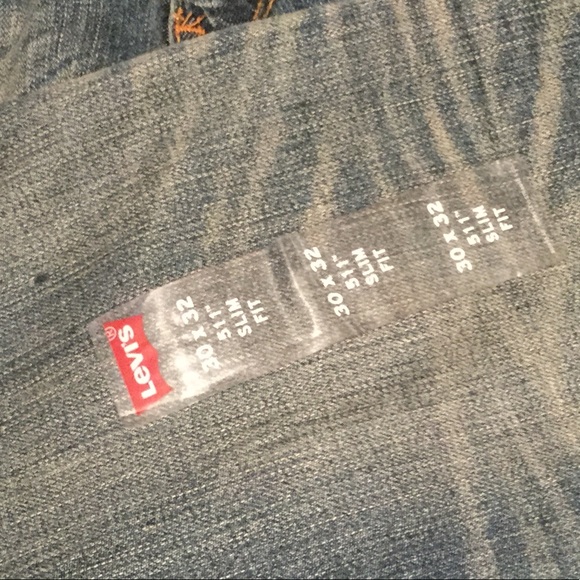 Levi's®
30 x 32
511™
SLIM
FIT
30 x 32
511™
SLIM
FIT
30 x 32
511™
SLIM
FIT